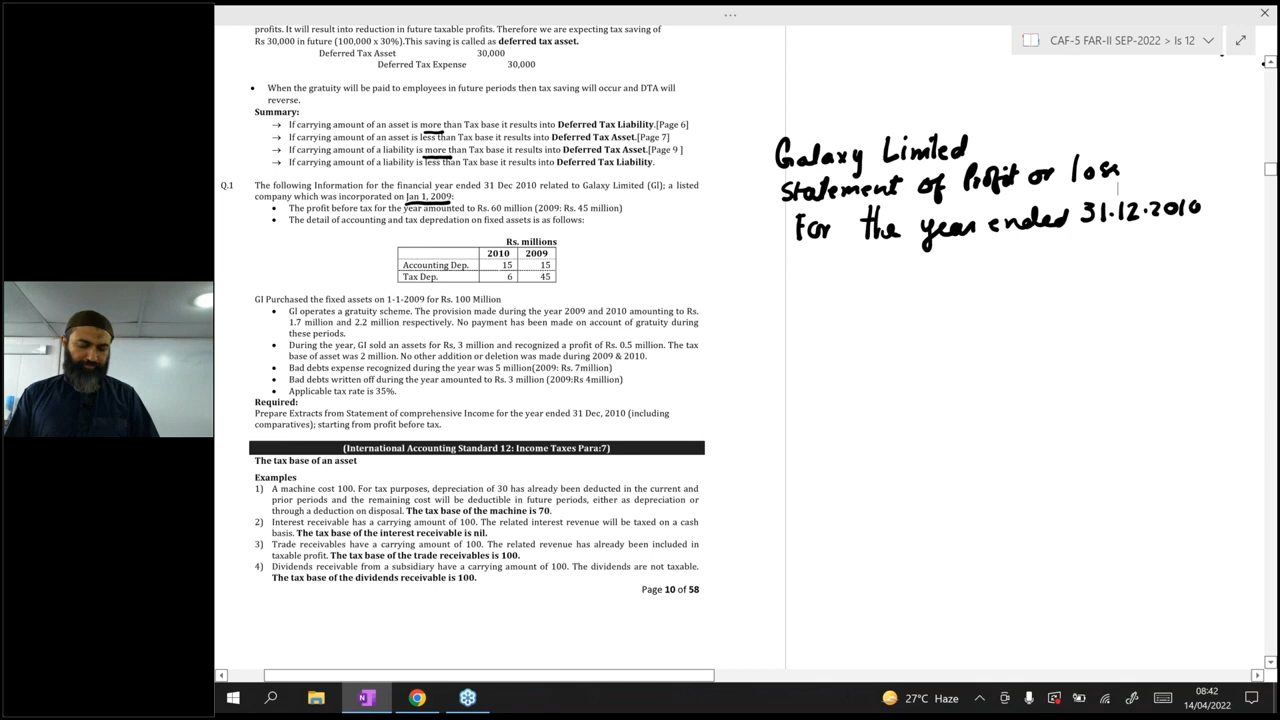 profits. It will result into reduction in future taxable profits. Therefore we are expecting tax saving of
Rs 30,000 in future (100,000 x 30%).This saving is called as deferred tax asset.
Deferred Tax Asset 30,000
Deferred Tax Expense 30,000
• When the gratuity will be paid to employees in future periods then tax saving will occur and DTA will
reverse.
Summary:
→ If carrying amount of an asset is more than Tax base it results into Deferred Tax Liability.[Page 6]
→ If carrying amount of an asset is less than Tax base it results into Deferred Tax Asset.[Page 7]
→ If carrying amount of a liability is more than Tax base it results into Deferred Tax Asset.[Page 9 ]
→ If carrying amount of a liability is less than Tax base it results into Deferred Tax Liability.
Q.1 The following Information for the financial year ended 31 Dec 2010 related to Galaxy Limited (GI); a listed
company which was incorporated on Jan 1, 2009:
• The profit before tax for the year amounted to Rs. 60 million (2009: Rs. 45 million)
• The detail of accounting and tax depredation on fixed assets is as follows:
Rs. millions
2010 2009
Accounting Dep. 15 15
Tax Dep. 6 45
GI Purchased the fixed assets on 1-1-2009 for Rs. 100 Million
• GI operates a gratuity scheme. The provision made during the year 2009 and 2010 amounting to Rs.
1.7 million and 2.2 million respectively. No payment has been made on account of gratuity during
these periods.
• During the year, GI sold an assets for Rs, 3 million and recognized a profit of Rs. 0.5 million. The tax
base of asset was 2 million. No other addition or deletion was made during 2009 & 2010.
• Bad debts expense recognized during the year was 5 million(2009: Rs. 7million)
• Bad debts written off during the year amounted to Rs. 3 million (2009:Rs 4million)
• Applicable tax rate is 35%.
Required:
Prepare Extracts from Statement of comprehensive Income for the year ended 31 Dec, 2010 (including
comparatives); starting from profit before tax.
(International Accounting Standard 12: Income Taxes Para:7)
The tax base of an asset
Examples
1) A machine cost 100. For tax purposes, depreciation of 30 has already been deducted in the current and
prior periods and the remaining cost will be deductible in future periods, either as depreciation or
through a deduction on disposal. The tax base of the machine is 70.
2) Interest receivable has a carrying amount of 100. The related interest revenue will be taxed on a cash
basis. The tax base of the interest receivable is nil.
3) Trade receivables have a carrying amount of 100. The related revenue has already been included in
taxable profit. The tax base of the trade receivables is 100.
4) Dividends receivable from a subsidiary have a carrying amount of 100. The dividends are not taxable.
The tax base of the dividends receivable is 100.
Page 10 of 58
CAF-5 FAR-II SEP-2022 > Is 12
Galaxy Limited
Statement of Profit or loss
For the year ended 31.12.2010
27°C Haze
08:42
14/04/2022